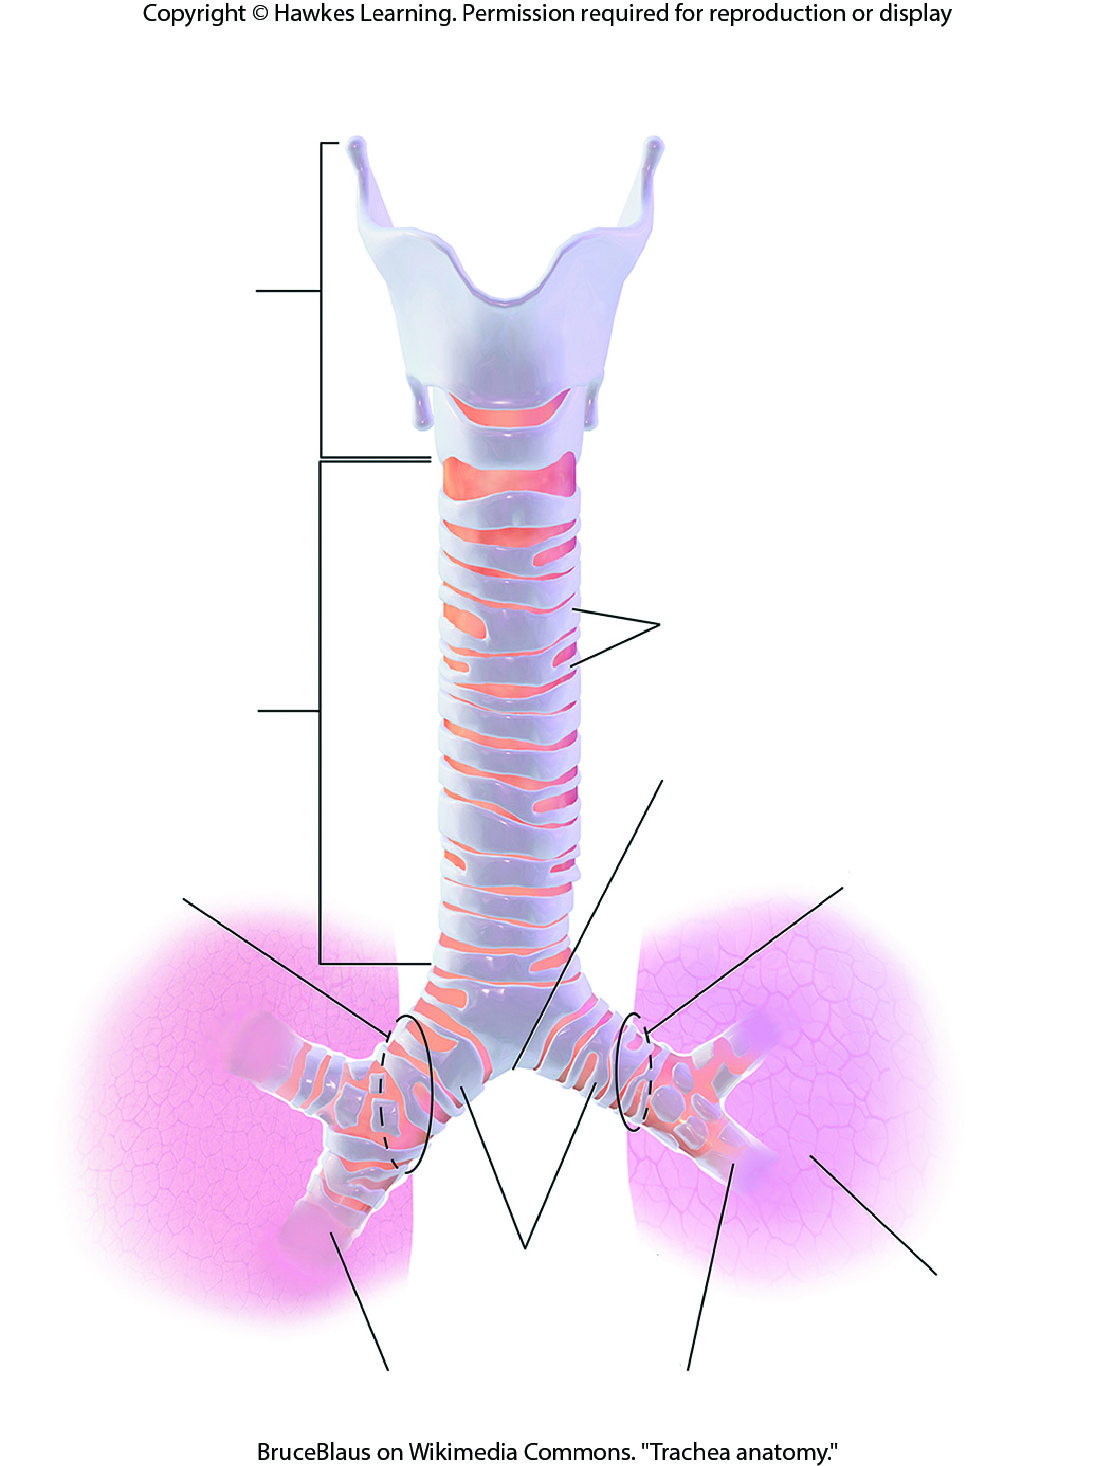 Copyright © Hawkes Learning. Permission required for reproduction or display
BruceBlaus on Wikimedia Commons. "Trachea anatomy."